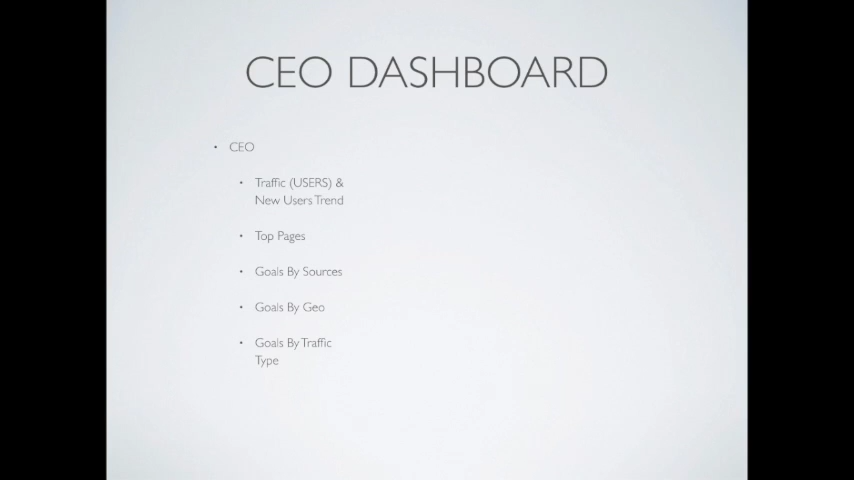 CEO DASHBOARD
• CEO
• Traffic (USERS) &
New Users Trend
• Top Pages
• Goals By Sources
• Goals By Geo
• Goals By Traffic
Type